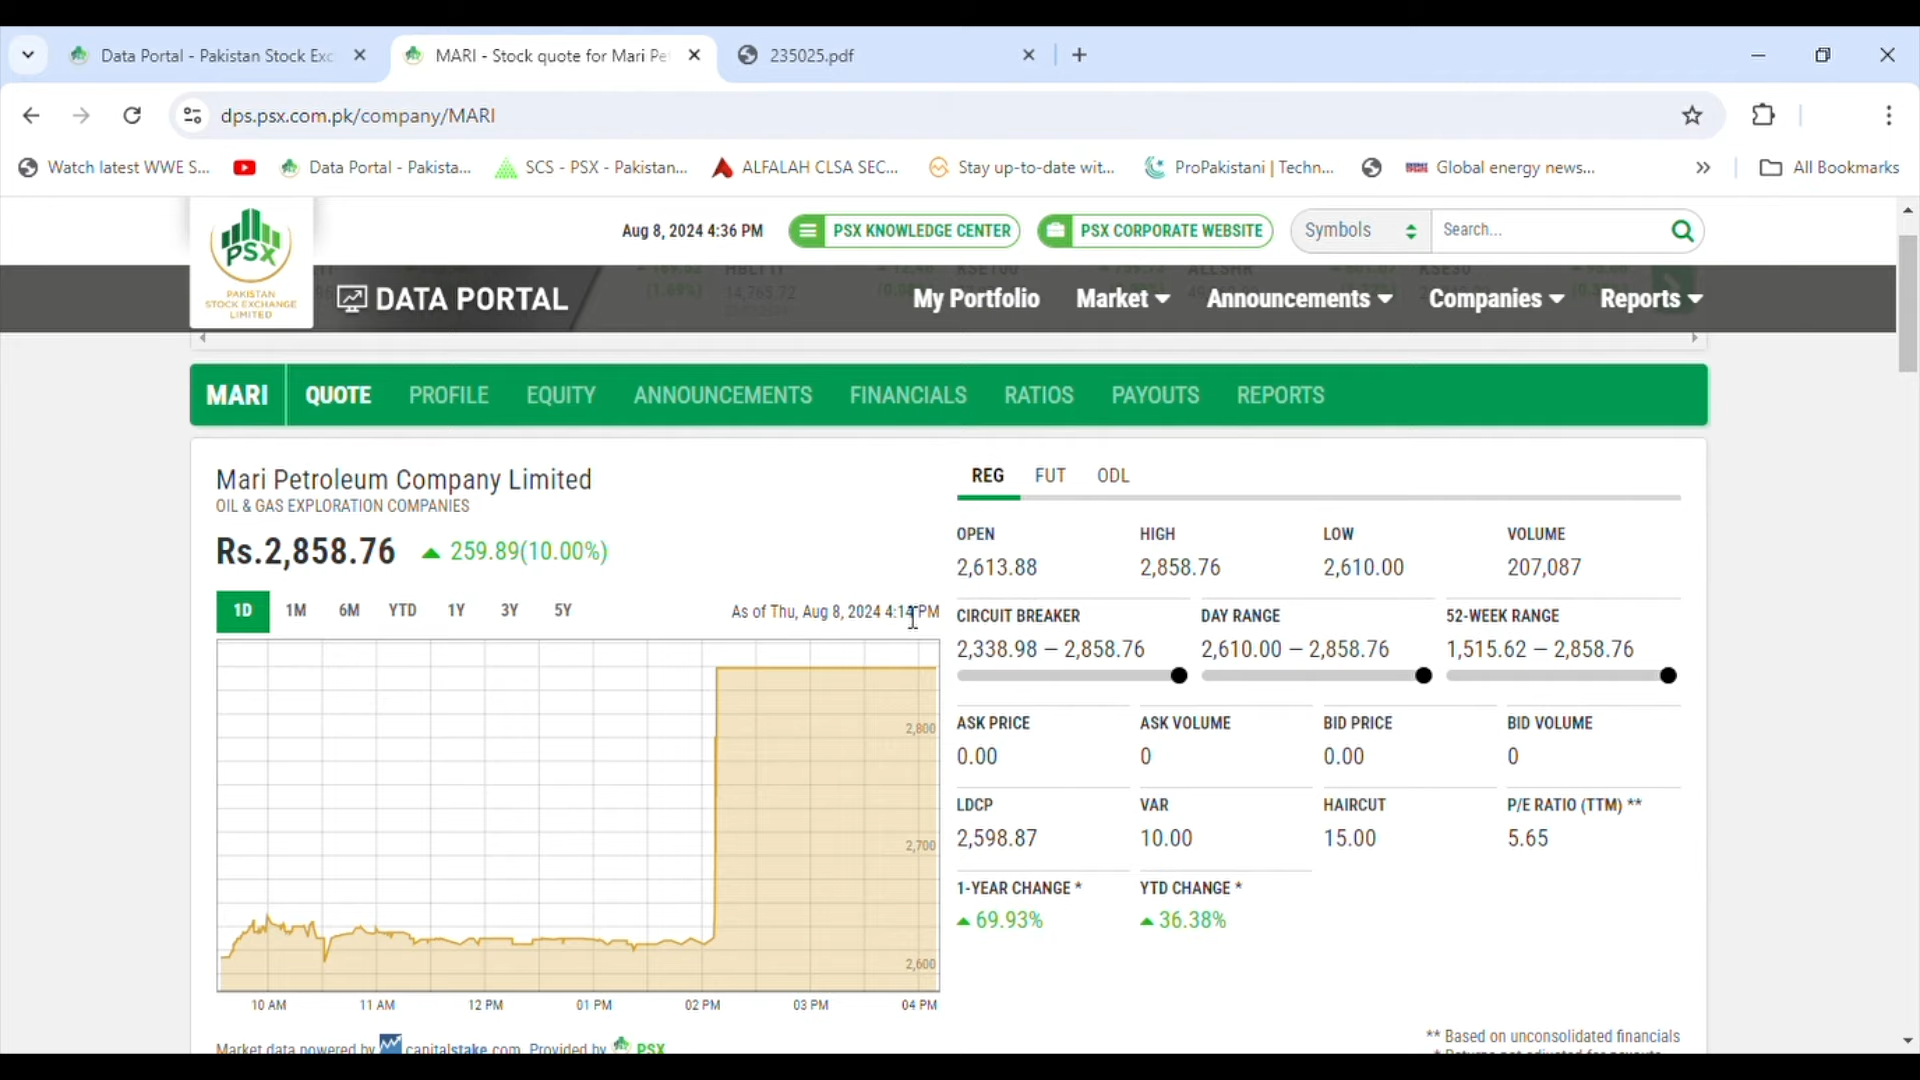 Data Portal - Pakistan Stock Exc
MARI - Stock quote for Mari Pe
235025.pdf
dps.psx.com.pk/company/MARI
Watch latest WWE S...
Data Portal - Pakista...
SCS - PSX - Pakistan...
ALFALAH CLSA SEC...
Stay up-to-date wit...
ProPakistani | Techn...
Global energy news...
All Bookmarks
PSX
PAKISTAN
STOCK EXCHANGE
LIMITED
Aug 8, 2024 4:36 PM
PSX KNOWLEDGE CENTER
PSX CORPORATE WEBSITE
Symbols
Search...
DATA PORTAL
My Portfolio
Market
Announcements
Companies
Reports
MARI
QUOTE
PROFILE
EQUITY
ANNOUNCEMENTS
FINANCIALS
RATIOS
PAYOUTS
REPORTS
Mari Petroleum Company Limited
OIL & GAS EXPLORATION COMPANIES
Rs.2,858.76 259.89(10.00%)
1D 1M 6M YTD 1Y 3Y 5Y
As of Thu, Aug 8, 2024 4:14 PM
2,800
2,700
2,600
10 AM 11 AM 12 PM 01 PM 02 PM 03 PM 04 PM
Market data powered by capitalstake.com. Provided by PSX
REG FUT ODL
OPEN HIGH LOW VOLUME
2,613.88 2,858.76 2,610.00 207,087
CIRCUIT BREAKER DAY RANGE 52-WEEK RANGE
2,338.98 — 2,858.76 2,610.00 — 2,858.76 1,515.62 — 2,858.76
ASK PRICE ASK VOLUME BID PRICE BID VOLUME
0.00 0 0.00 0
LDCP VAR HAIRCUT P/E RATIO (TTM) **
2,598.87 10.00 15.00 5.65
1-YEAR CHANGE * YTD CHANGE *
69.93% 36.38%
** Based on unconsolidated financials
* Returns not adjusted for payouts